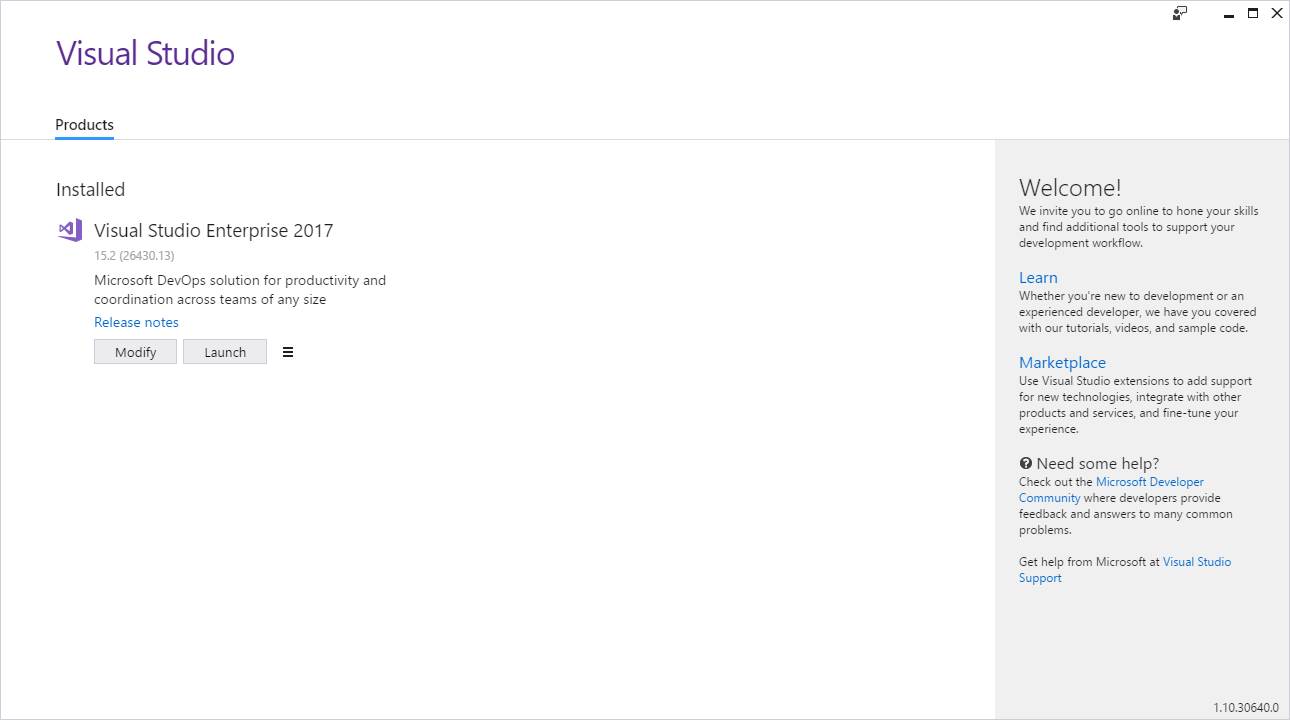 Visual Studio
Products
Installed
Visual Studio Enterprise 2017
15.2 (26430.13)
Microsoft DevOps solution for productivity and
coordination across teams of any size
Release notes
Modify
Launch
Welcome!
We invite you to go online to hone your skills
and find additional tools to support your
development workflow.
Learn
Whether you're new to development or an
experienced developer, we have you covered
with our tutorials, videos, and sample code.
Marketplace
Use Visual Studio extensions to add support
for new technologies, integrate with other
products and services, and fine-tune your
experience.
Need some help?
Check out the Microsoft Developer
Community where developers provide
feedback and answers to many common
problems.
Get help from Microsoft at Visual Studio
Support
1.10.30640.0